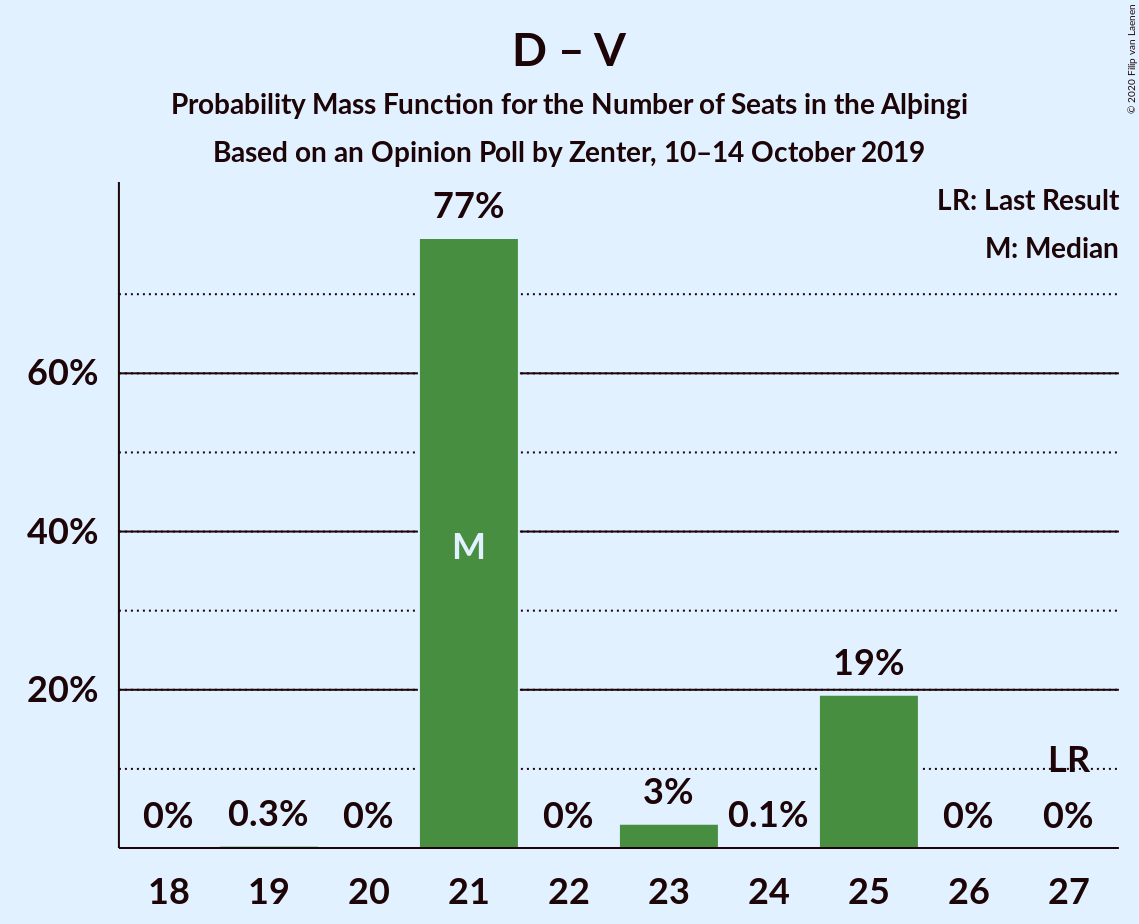 D – V
Probability Mass Function for the Number of Seats in the Alþingi
Based on an Opinion Poll by Zenter, 10–14 October 2019
© 2020 Filip van Laenen
LR: Last Result
M: Median
77%
60%
M
40%
19%
20%
LR
0%
0.3%
0%
0%
3%
0.1%
0%
0%
18
19
20
21
22
23
24
25
26
27